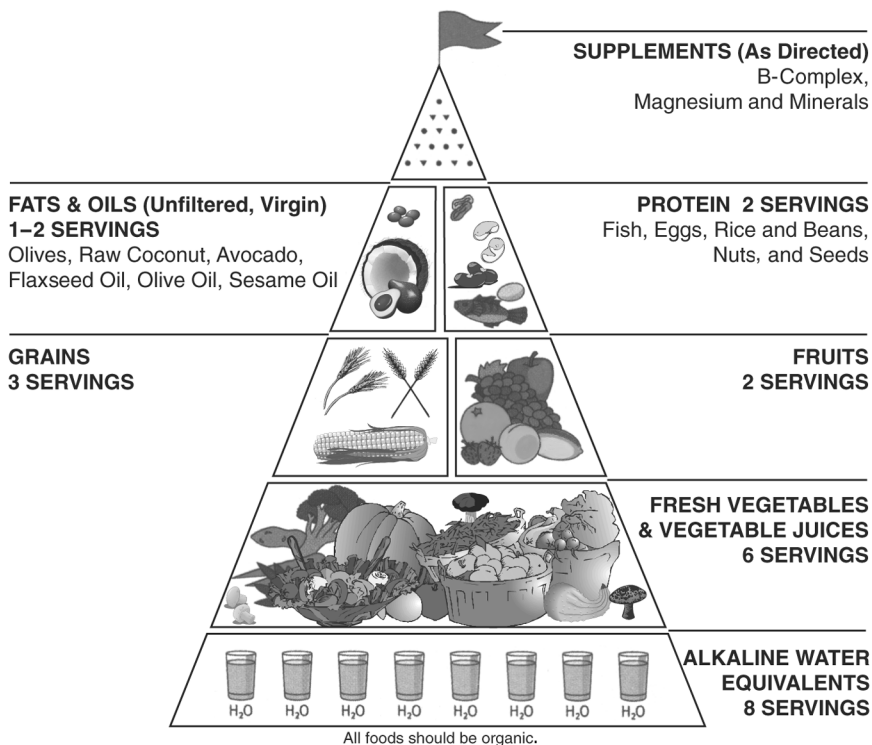 SUPPLEMENTS (As Directed)
B-Complex,
Magnesium and Minerals
FATS & OILS (Unfiltered, Virgin)
1–2 SERVINGS
Olives, Raw Coconut, Avocado,
Flaxseed Oil, Olive Oil, Sesame Oil
PROTEIN 2 SERVINGS
Fish, Eggs, Rice and Beans,
Nuts, and Seeds
GRAINS
3 SERVINGS
FRUITS
2 SERVINGS
FRESH VEGETABLES
& VEGETABLE JUICES
6 SERVINGS
ALKALINE WATER
EQUIVALENTS
8 SERVINGS
H₂O H₂O H₂O H₂O H₂O H₂O H₂O H₂O
All foods should be organic.